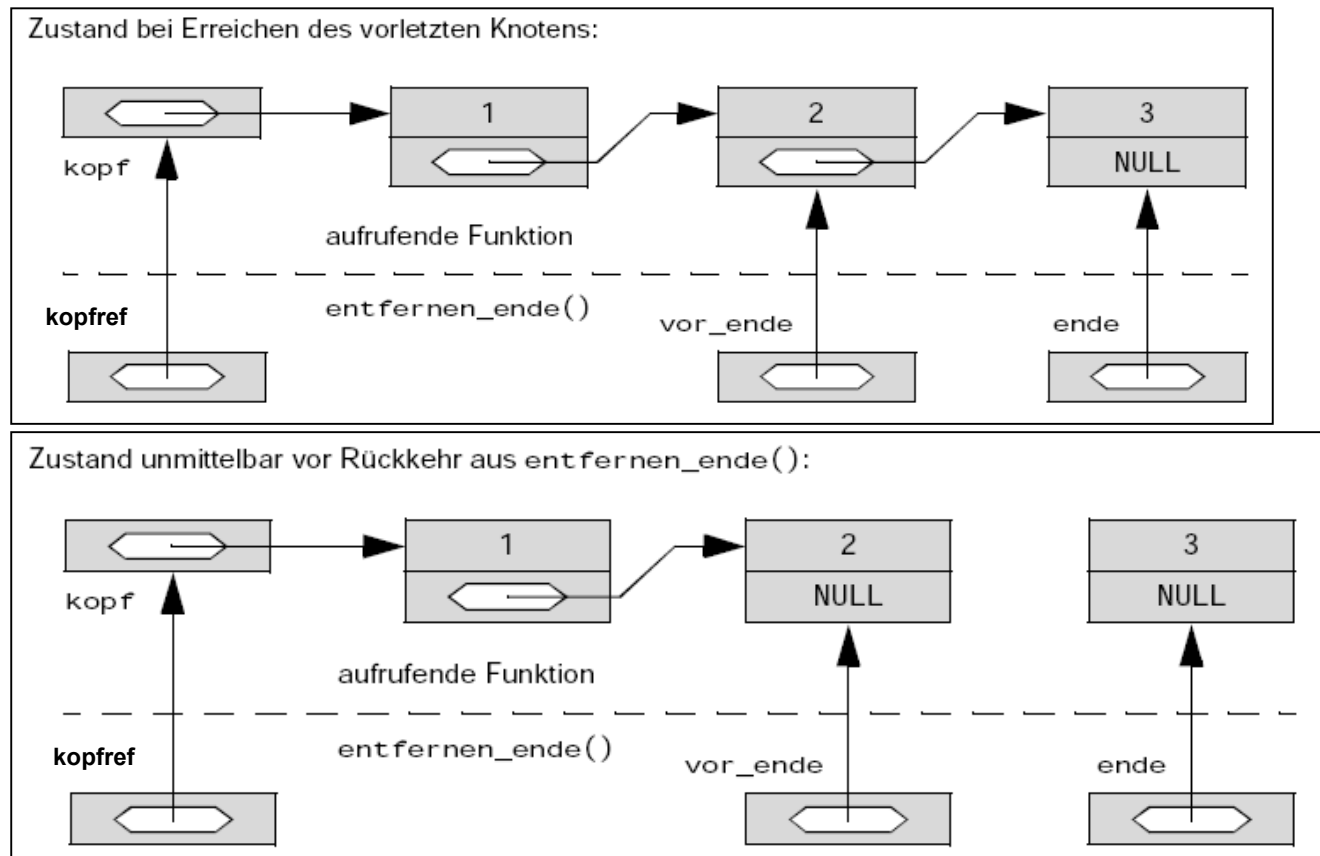 Zustand bei Erreichen des vorletzten Knotens:
1 2 3
kopf NULL
aufrufende Funktion
kopfref entfernen_ende() vor_ende ende
Zustand unmittelbar vor Rückkehr aus entfernen_ende():
1 2 3
kopf NULL NULL
aufrufende Funktion
kopfref entfernen_ende() vor_ende ende